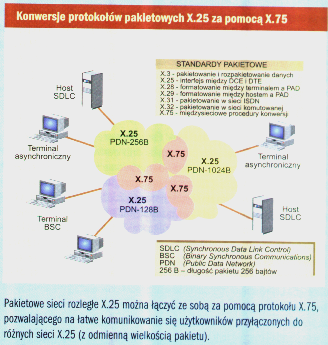 Konwersje protokołów pakietowych X.25 za pomocą X.75
STANDARDY PAKIETOWE
X.3 - pakietowanie i rozpakietowanie danych
X.25 - interfejs między DCE i DTE
X.28 - formatowanie między terminalem a PAD
X.29 - formatowanie między hostem a PAD
X.31 - pakietowanie w sieci ISDN
X.32 - pakietowanie w sieci komutowanej
X.75 - międzysieciowe procedury konwersji
Host
SDLC
X.25
PDN-256B
Terminal
asynchroniczny
X.75
X.25
PDN-1024B
Terminal
asynchroniczny
X.75
X.75
Terminal
BSC
X.25
PDN-128B
Host
SDLC
SDLC (Synchronous Data Link Control)
BSC (Binary Synchronous Communications)
PDN (Public Data Network)
256 B - długość pakietu 256 bajtów
Pakietowe sieci rozległe X.25 można łączyć ze sobą za pomocą protokołu X.75,
pozwalającego na łatwe komunikowanie się użytkowników przyłączonych do
różnych sieci X.25 (z odmienną wielkością pakietu).